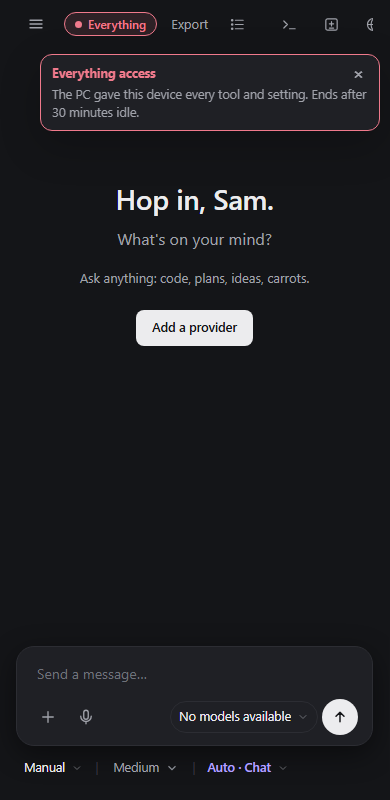 Everything
Export
Everything access
The PC gave this device every tool and setting. Ends after
30 minutes idle.
Hop in, Sam.
What's on your mind?
Ask anything: code, plans, ideas, carrots.
Add a provider
Send a message...
No models available
Manual | Medium | Auto · Chat